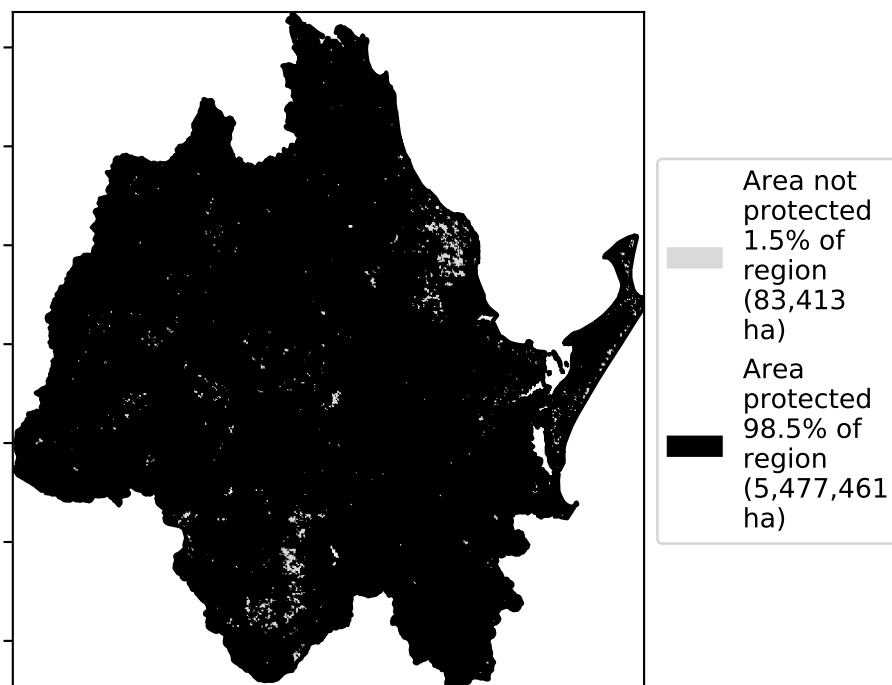 Area not
protected
1.5% of
region
(83,413
ha)
Area
protected
98.5% of
region
(5,477,461
ha)